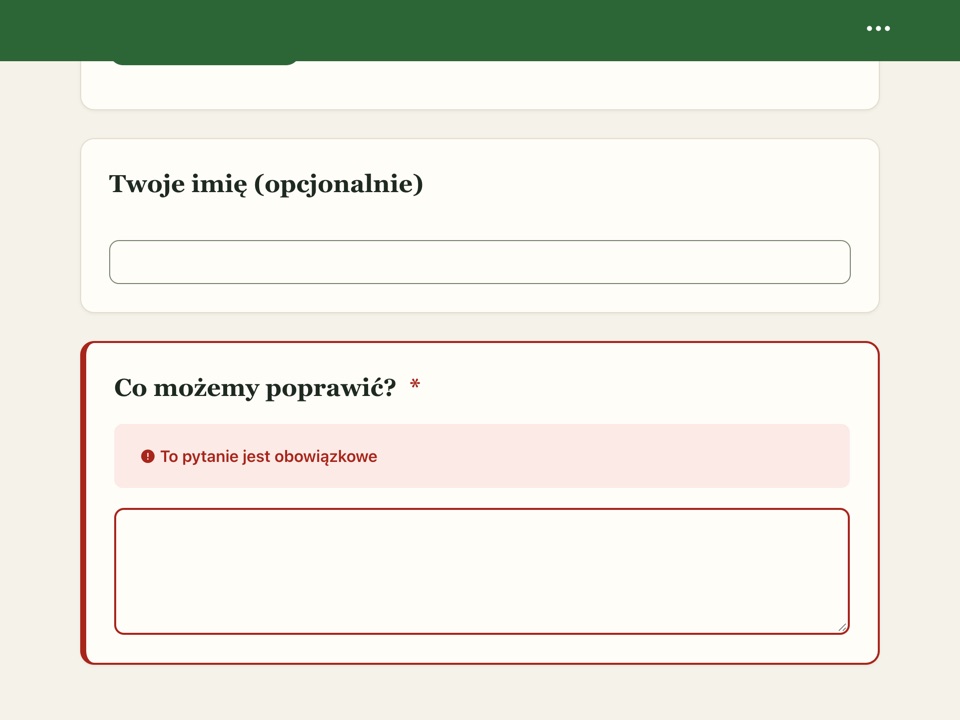 Twoje imię (opcjonalnie)
Co możemy poprawić? *
To pytanie jest obowiązkowe